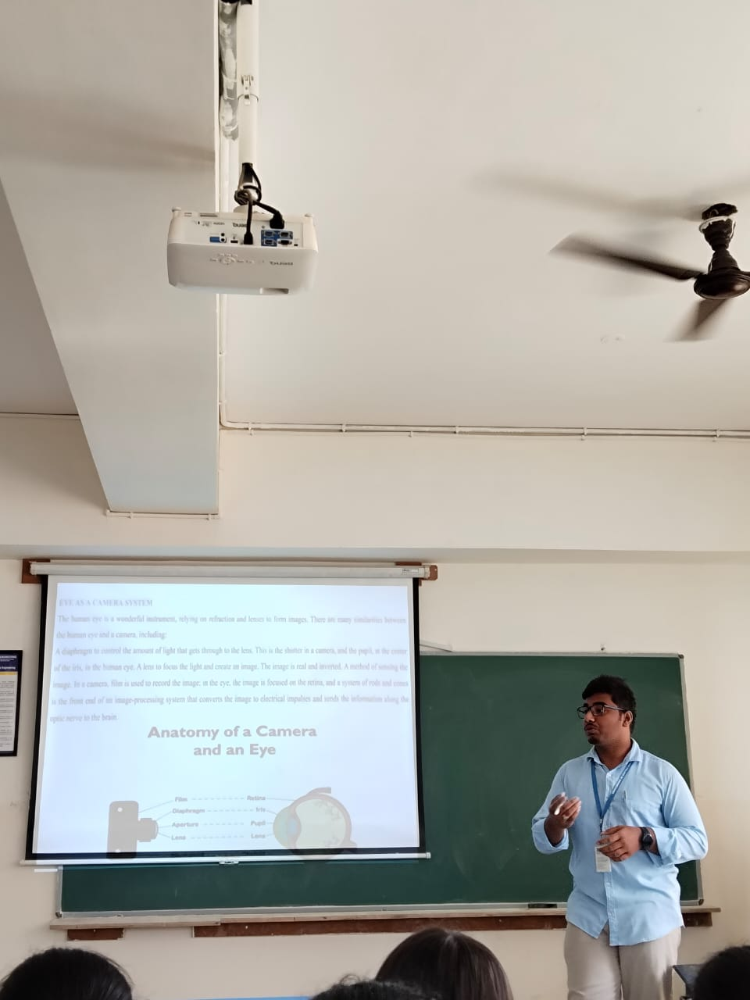 BenQ
EYE AS A CAMERA SYSTEM
The human eye is a wonderful instrument, relying on refraction and lenses to form images. There are many similarities between
the human eye and a camera, including:
A diaphragm to control the amount of light that gets through to the lens. This is the shutter in a camera, and the pupil, at the center
of the iris, in the human eye. A lens to focus the light and create an image. The image is real and inverted. A method of sensing the
image. In a camera, film is used to record the image; in the eye, the image is focused on the retina, and a system of rods and cones
is the front end of an image-processing system that converts the image to electrical impulses and sends the information along the
optic nerve to the brain.
Anatomy of a Camera
and an Eye
Film Retina
Diaphragm Iris
Aperture Pupil
Lens Lens